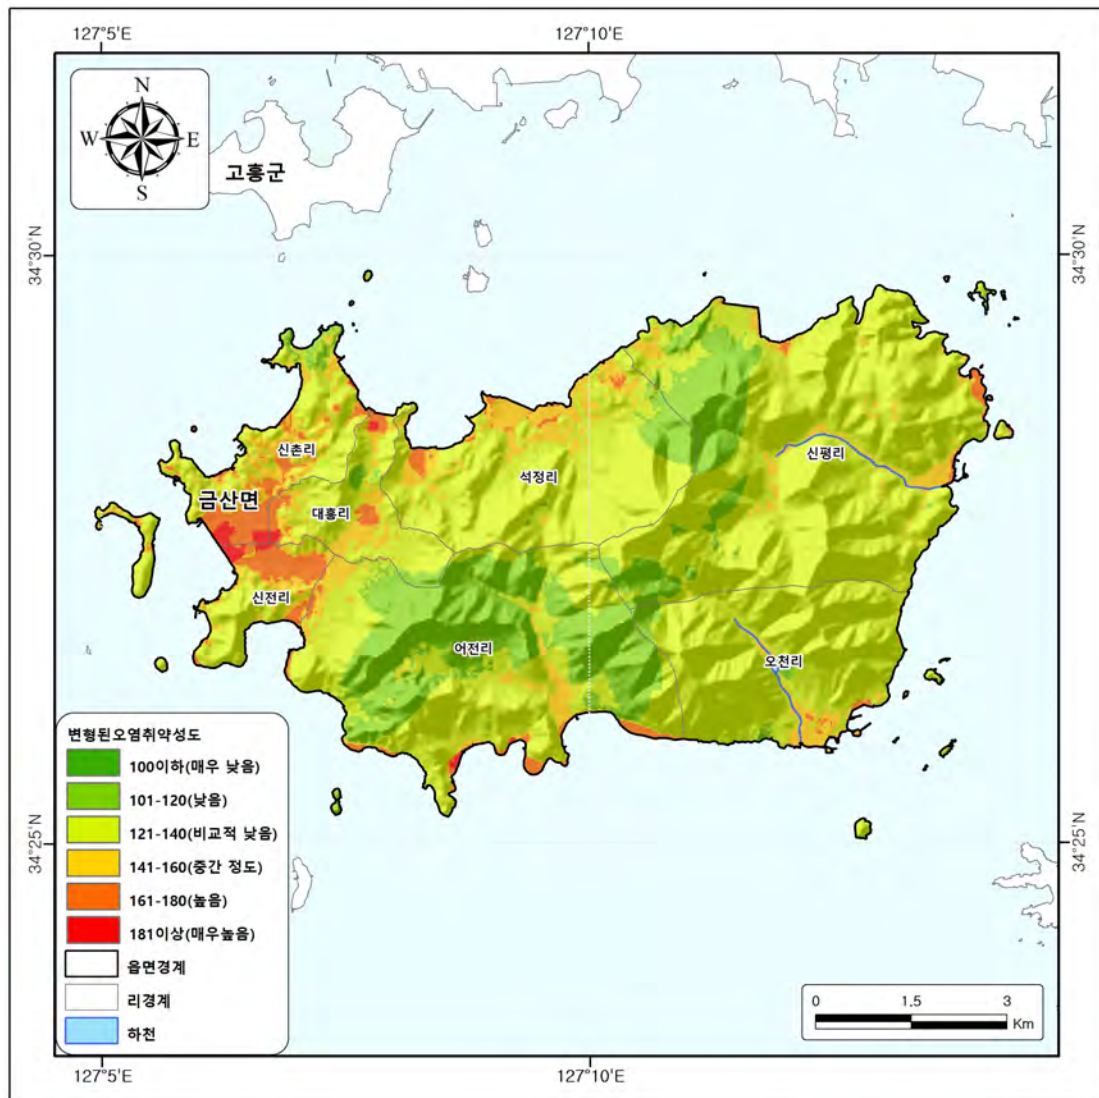 127°5'E
127°10'E
N
W
E
S
고흥군
34°30'N
34°30'N
신촌리
금산면
대흥리
석정리
신평리
신전리
어전리
오천리
변형된오염취약성도
100이하(매우 낮음)
101-120(낮음)
121-140(비교적 낮음)
141-160(중간 정도)
161-180(높음)
181이상(매우높음)
읍면경계
리경계
하천
34°25'N
34°25'N
0
1.5
3
Km
127°5'E
127°10'E